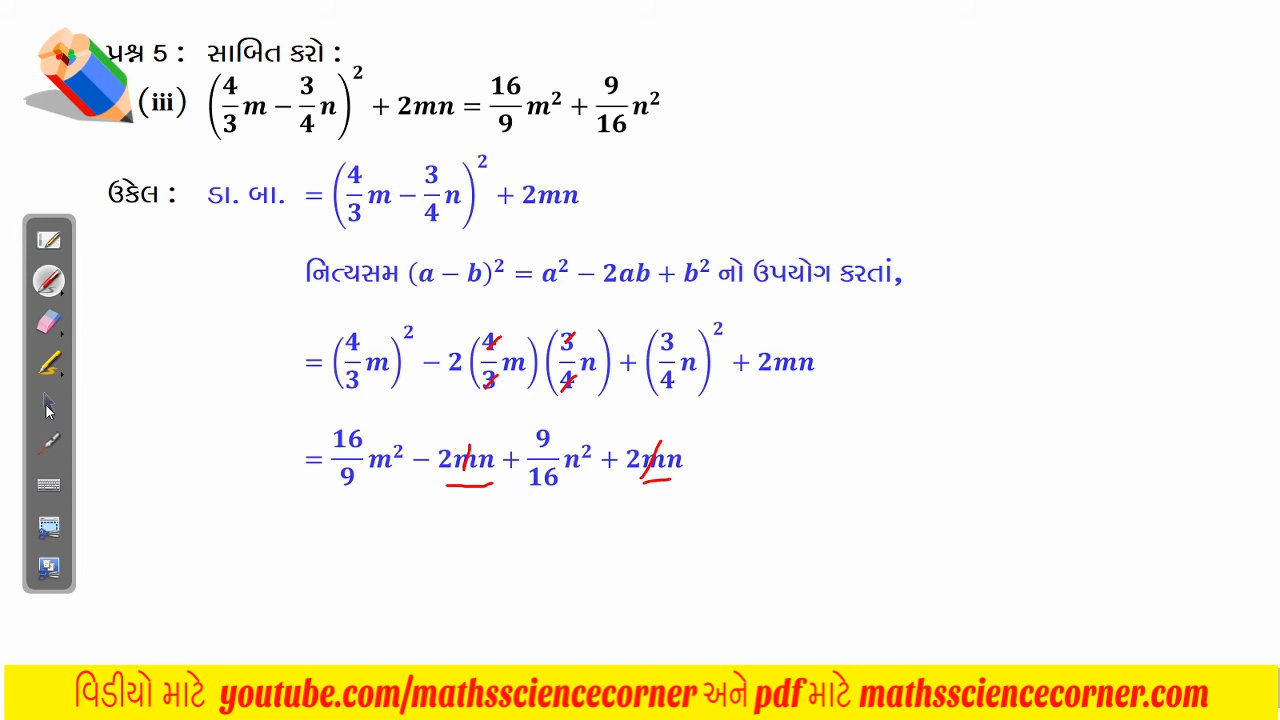 પ્રશ્ન 5 : સાબિત કરો :
(iii) (4/3 m − 3/4 n)² + 2mn = 16/9 m² + 9/16 n²
ઉકેલ : ડા. બા. = (4/3 m − 3/4 n)² + 2mn
નિત્યસમ (a − b)² = a² − 2ab + b² નો ઉપયોગ કરતાં,
= (4/3 m)² − 2 (4/3 m) (3/4 n) + (3/4 n)² + 2mn
= 16/9 m² − 2mn + 9/16 n² + 2mn
વિડીયો માટે youtube.com/mathssciencecorner અને pdf માટે mathssciencecorner.com